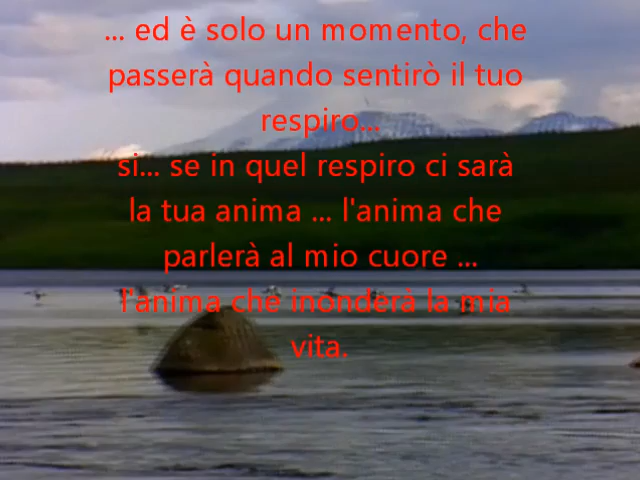 ... ed è solo un momento, che
passerà quando sentirò il tuo
respiro...
si... se in quel respiro ci sarà
la tua anima ... l'anima che
parlerà al mio cuore ...
l'anima che inonderà la mia
vita.